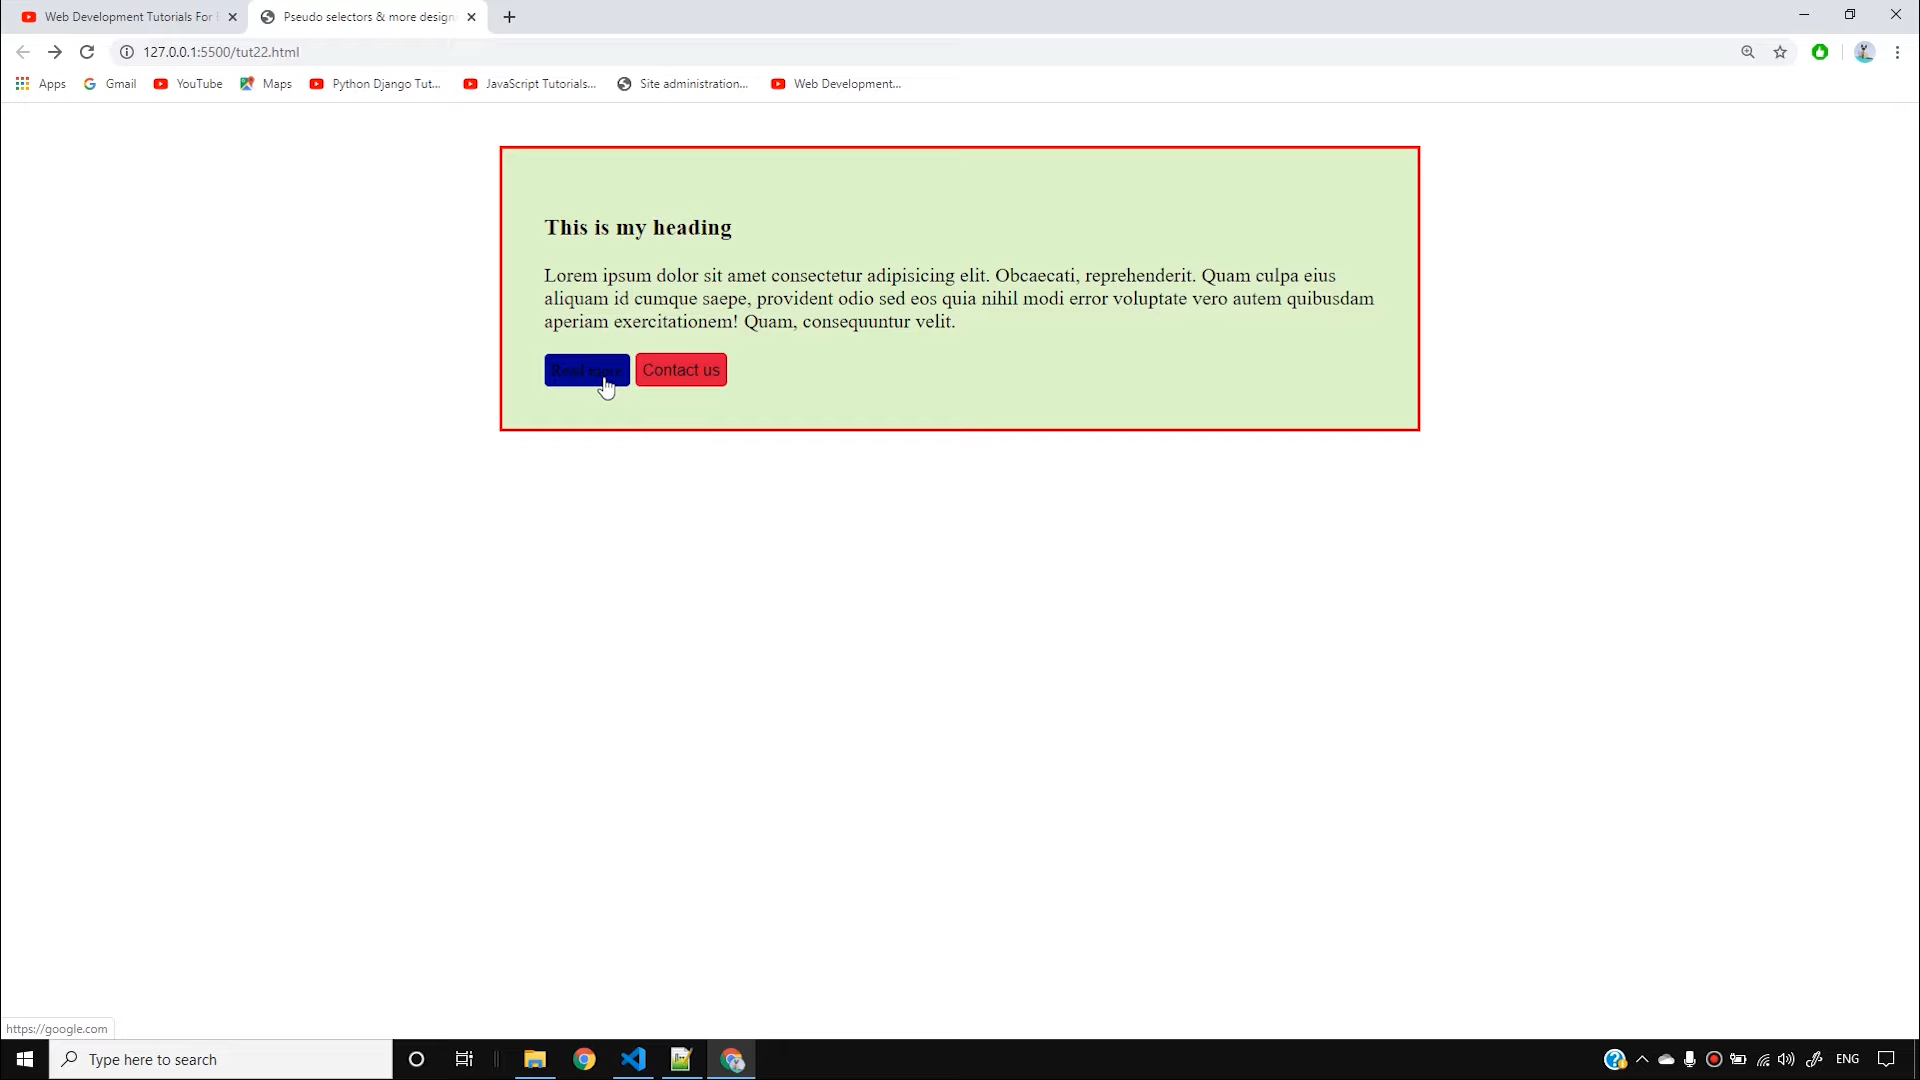 Web Development Tutorials For
Pseudo selectors & more design
127.0.0.1:5500/tut22.html
Apps
Gmail
YouTube
Maps
Python Django Tut...
JavaScript Tutorials...
Site administration...
Web Development...
This is my heading
Lorem ipsum dolor sit amet consectetur adipisicing elit. Obcaecati, reprehenderit. Quam culpa eius
aliquam id cumque saepe, provident odio sed eos quia nihil modi error voluptate vero autem quibusdam
aperiam exercitationem! Quam, consequuntur velit.
Read more
Contact us
https://google.com
Type here to search
ENG